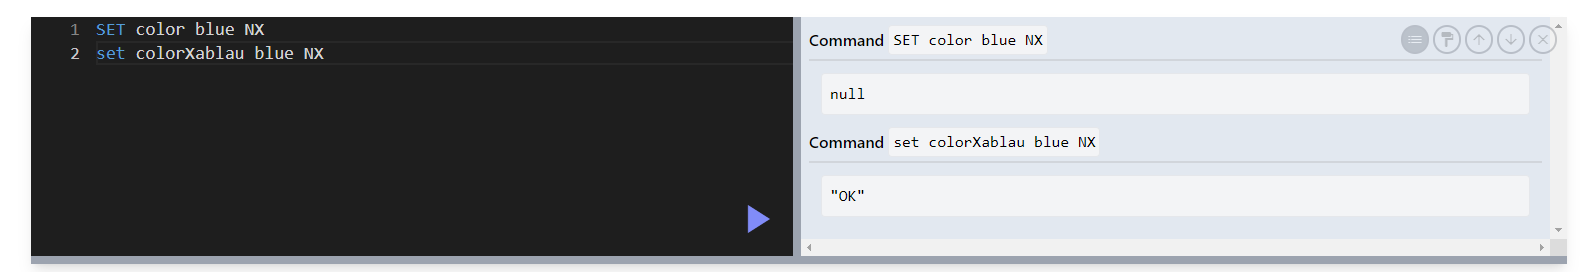 1 SET color blue NX
2 set colorXablau blue NX
Command SET color blue NX
null
Command set colorXablau blue NX
"OK"